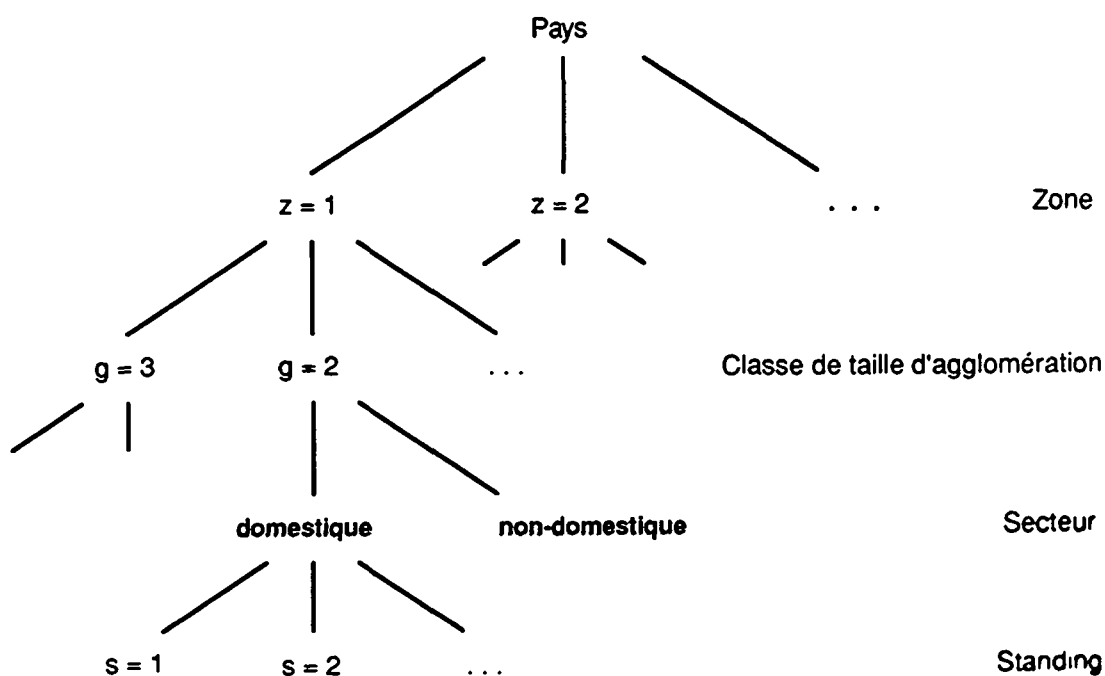 Pays
z = 1 z = 2 . . . Zone
g = 3 g = 2 . . . Classe de taille d'agglomération
domestique non-domestique Secteur
s = 1 s = 2 . . . Standing